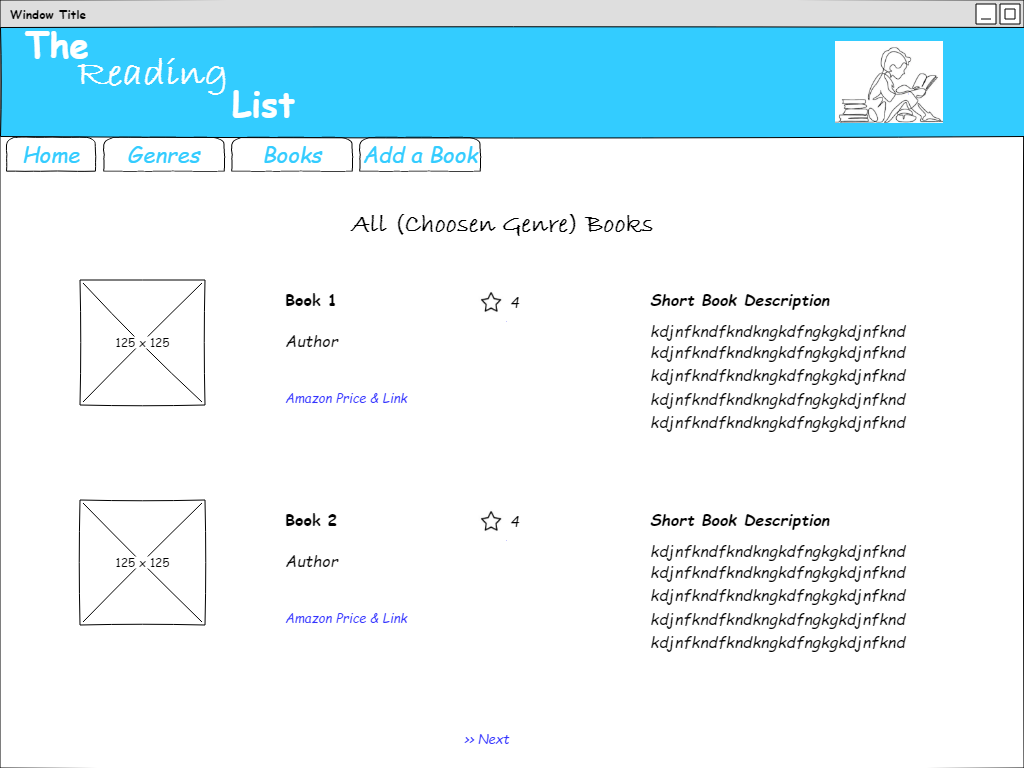 Window Title
The
Reading
List
Home Genres Books Add a Book
All (Choosen Genre) Books
125 x 125
Book 1
4
Author
Amazon Price & Link
Short Book Description
kdjnfkndfkndkngkdfngkgkdjnfknd
kdjnfkndfkndkngkdfngkgkdjnfknd
kdjnfkndfkndkngkdfngkgkdjnfknd
kdjnfkndfkndkngkdfngkgkdjnfknd
kdjnfkndfkndkngkdfngkgkdjnfknd
125 x 125
Book 2
4
Author
Amazon Price & Link
Short Book Description
kdjnfkndfkndkngkdfngkgkdjnfknd
kdjnfkndfkndkngkdfngkgkdjnfknd
kdjnfkndfkndkngkdfngkgkdjnfknd
kdjnfkndfkndkngkdfngkgkdjnfknd
kdjnfkndfkndkngkdfngkgkdjnfknd
>> Next